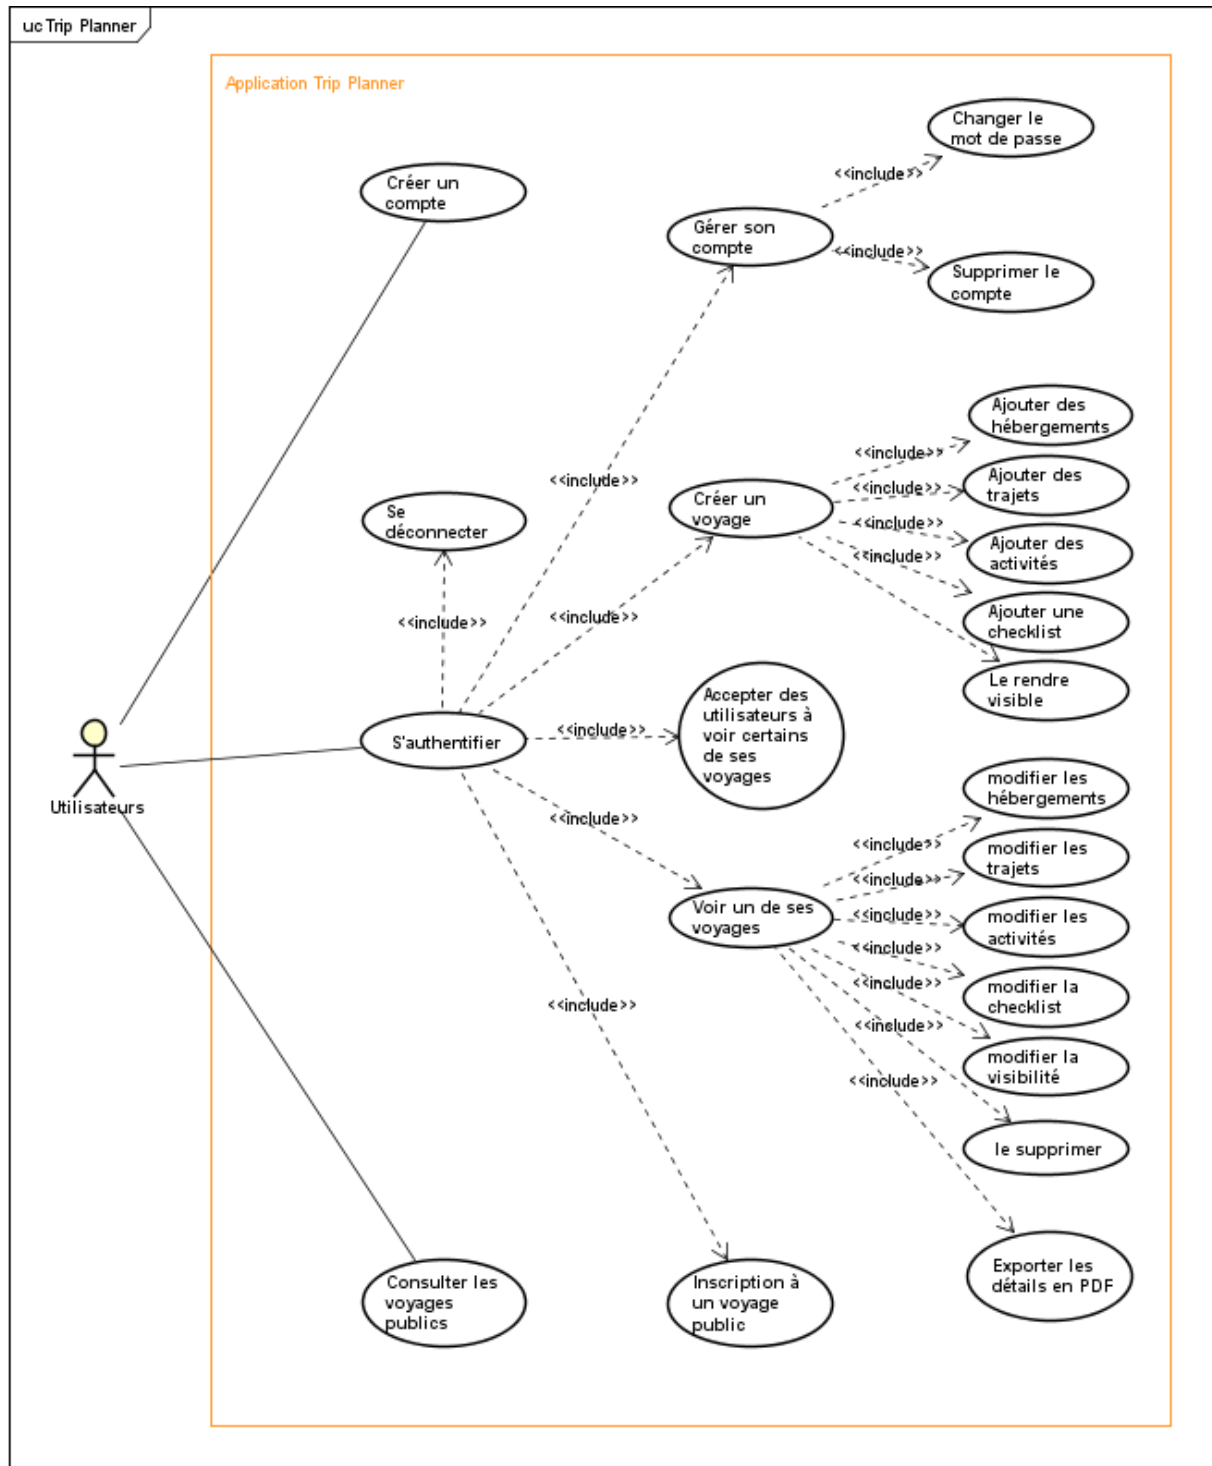 uc Trip Planner
Application Trip Planner
Changer le
mot de passe
<<include>>
Créer un
compte
Gérer son
compte
<<include>>
Supprimer le
compte
Ajouter des
hébergements
<<include>>
<<include>>
Ajouter des
trajets
<<include>>
Créer un
voyage
Se
déconnecter
<<include>>
Ajouter des
activités
<<include>>
Ajouter une
checklist
<<include>>
<<include>>
Le rendre
visible
Accepter des
utilisateurs à
voir certains
de ses
voyages
<<include>>
S'authentifier
Utilisateurs
modifier les
hébergements
<<include>>
<<include>>
modifier les
trajets
<<include>>
Voir un de ses
voyages
<<include>>
modifier les
activités
<<include>>
modifier la
checklist
<<include>>
<<include>>
<<include>>
modifier la
visibilité
<<include>>
le supprimer
Consulter les
voyages
publics
Inscription à
un voyage
public
Exporter les
détails en PDF